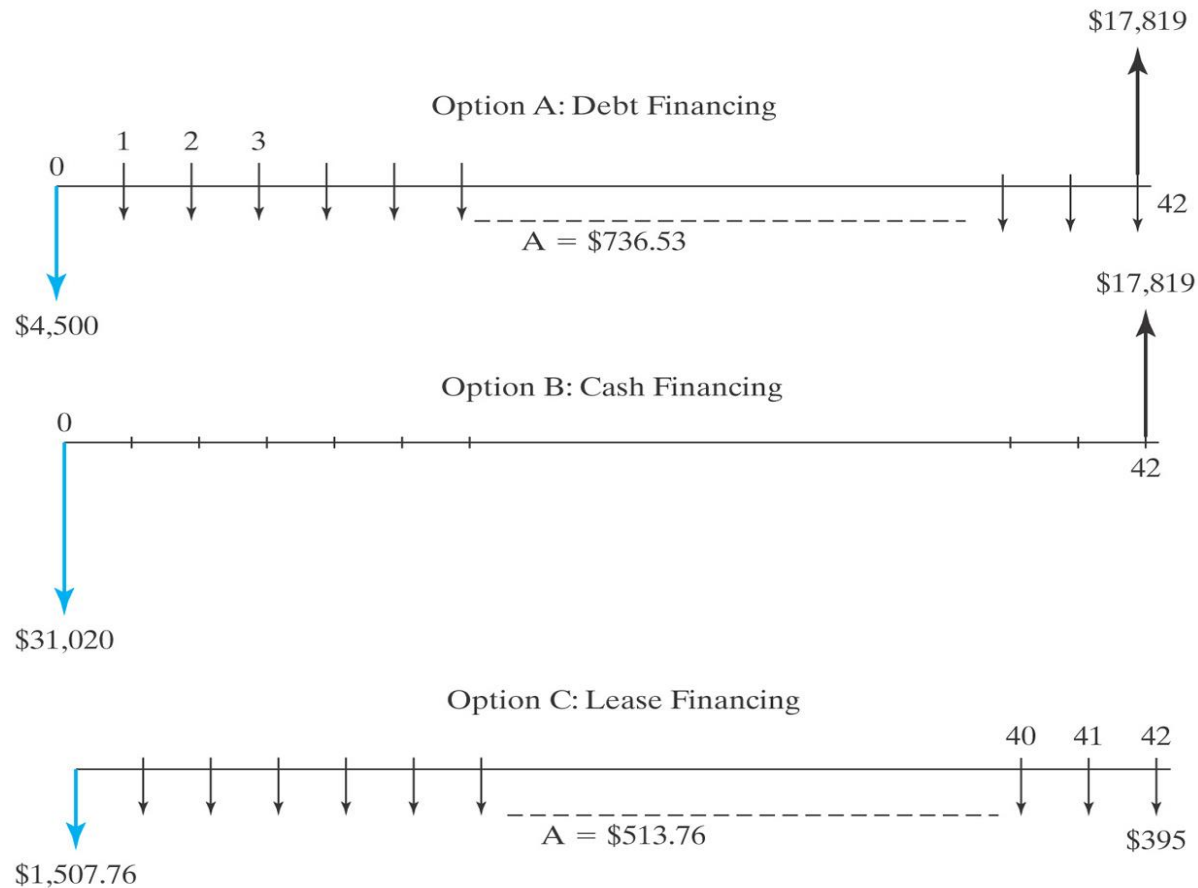 $17,819
Option A: Debt Financing
1 2 3
0
42
A = $736.53
$17,819
$4,500
Option B: Cash Financing
0
42
$31,020
Option C: Lease Financing
40 41 42
A = $513.76
$395
$1,507.76